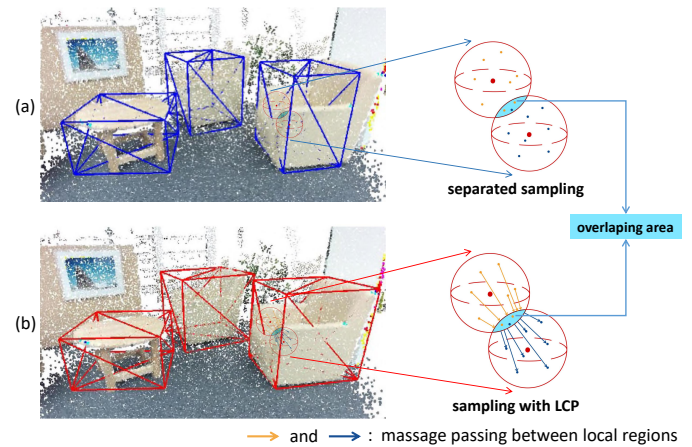 (a)
separated sampling
overlaping area
(b)
sampling with LCP
and : massage passing between local regions